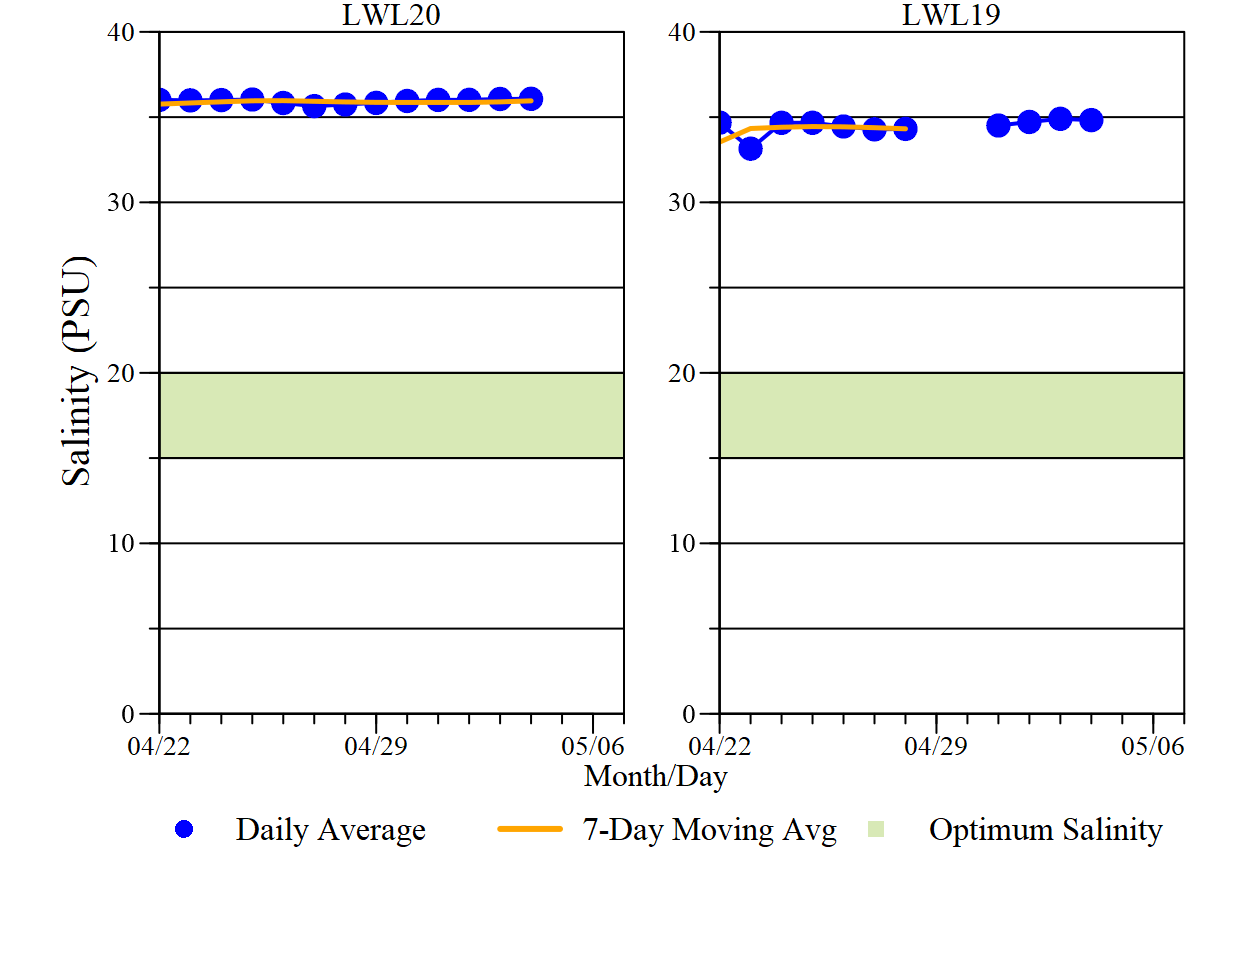 LWL20 LWL19
40 40
30 30
20 20
10 10
0 0
Salinity (PSU)
04/22 04/29 05/06 04/22 04/29 05/06
Month/Day
Daily Average 7-Day Moving Avg Optimum Salinity